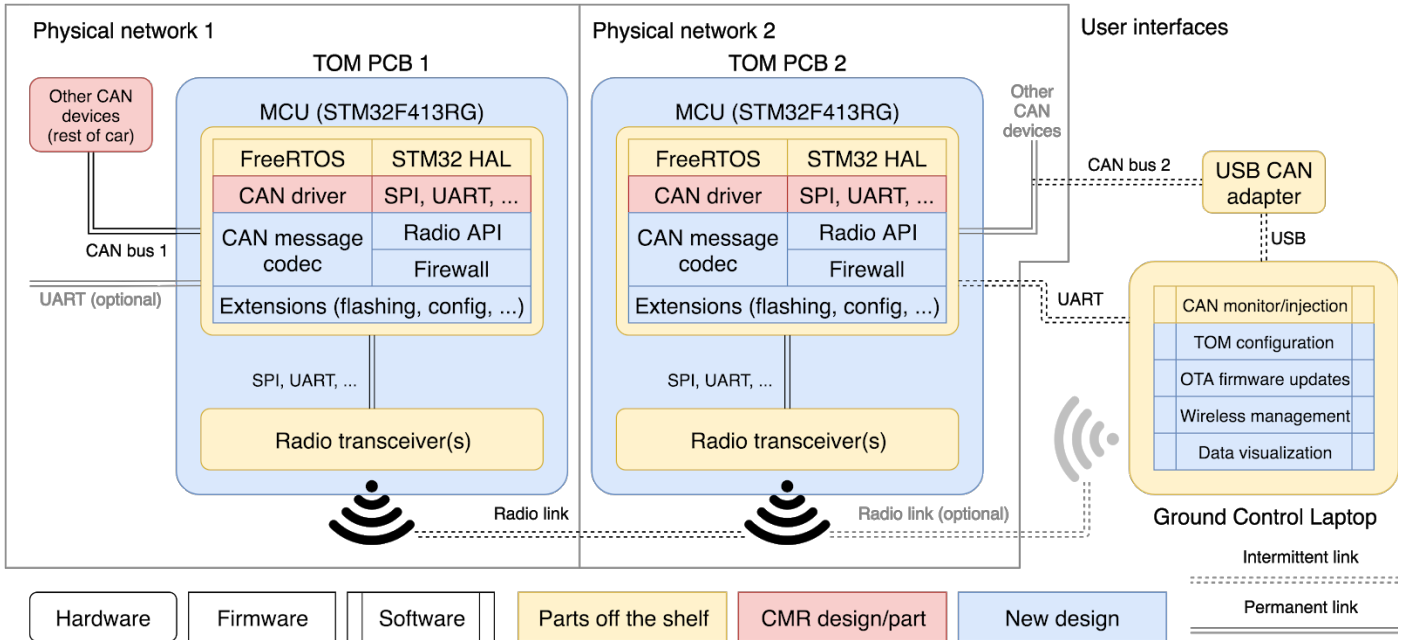 Physical network 1
Physical network 2
User interfaces
TOM PCB 1
TOM PCB 2
Other CAN
devices
(rest of car)
MCU (STM32F413RG)
FreeRTOS
STM32 HAL
CAN driver
SPI, UART, ...
CAN message
codec
Radio API
Firewall
Extensions (flashing, config, ...)
CAN bus 1
UART (optional)
SPI, UART, ...
Radio transceiver(s)
MCU (STM32F413RG)
FreeRTOS
STM32 HAL
CAN driver
SPI, UART, ...
CAN message
codec
Radio API
Firewall
Extensions (flashing, config, ...)
SPI, UART, ...
Radio transceiver(s)
Other
CAN
devices
CAN bus 2
USB CAN
adapter
USB
UART
CAN monitor/injection
TOM configuration
OTA firmware updates
Wireless management
Data visualization
Ground Control Laptop
Radio link
Radio link (optional)
Intermittent link
Permanent link
Hardware
Firmware
Software
Parts off the shelf
CMR design/part
New design